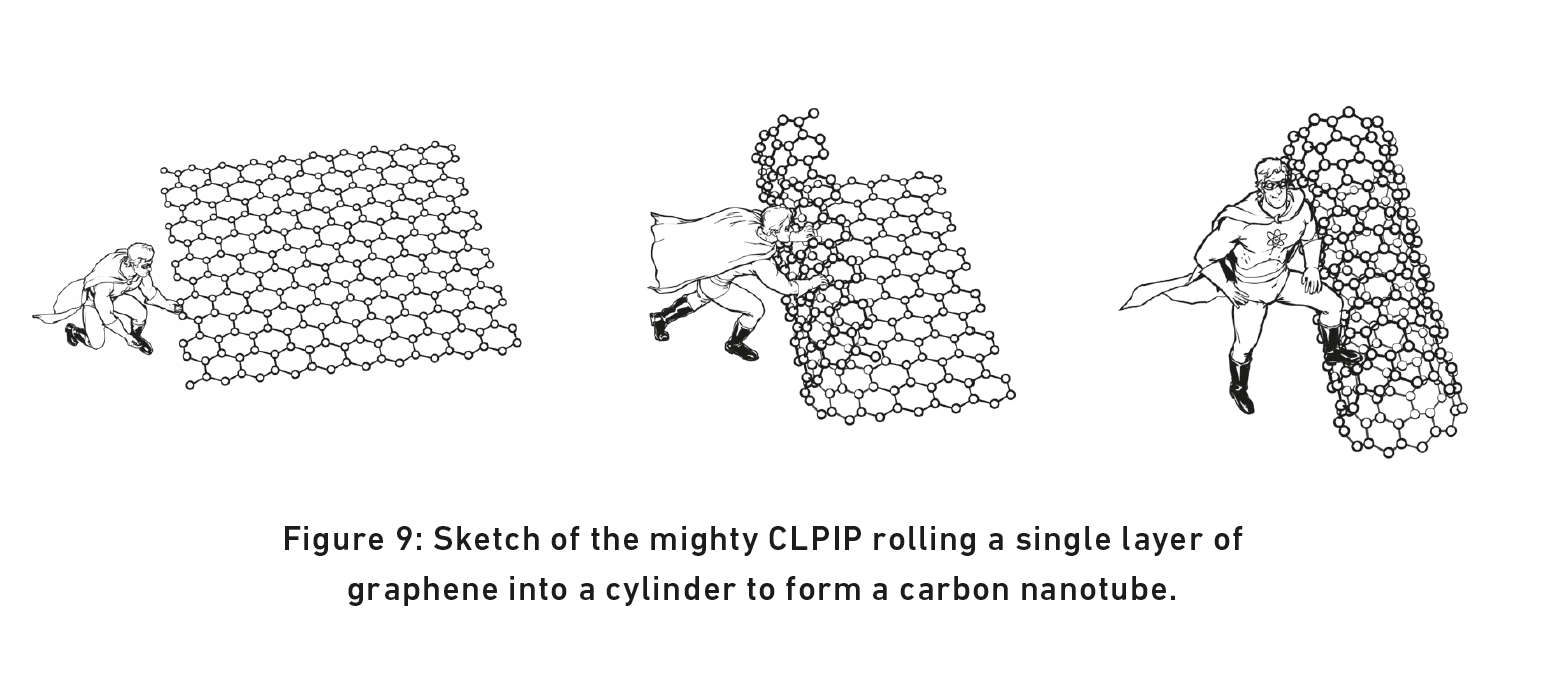 Figure 9: Sketch of the mighty CLPIP rolling a single layer of
graphene into a cylinder to form a carbon nanotube.